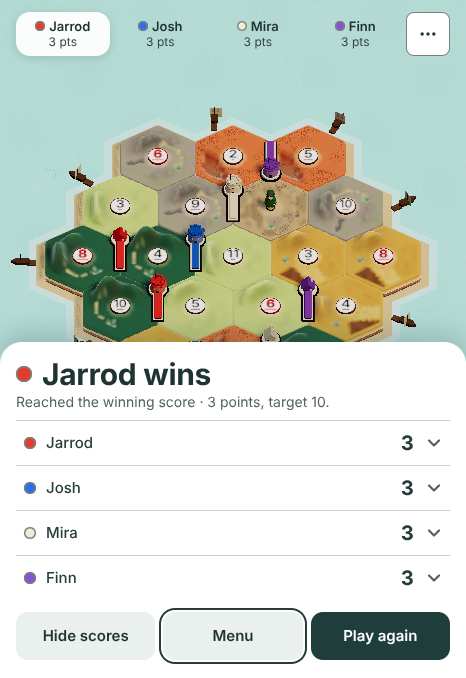 Jarrod Josh Mira Finn ...
3 pts 3 pts 3 pts 3 pts
6 2 5
3 9 10
8 4 11 3 8
10 5 6 4
Jarrod wins
Reached the winning score · 3 points, target 10.
Jarrod 3
Josh 3
Mira 3
Finn 3
Hide scores Menu Play again